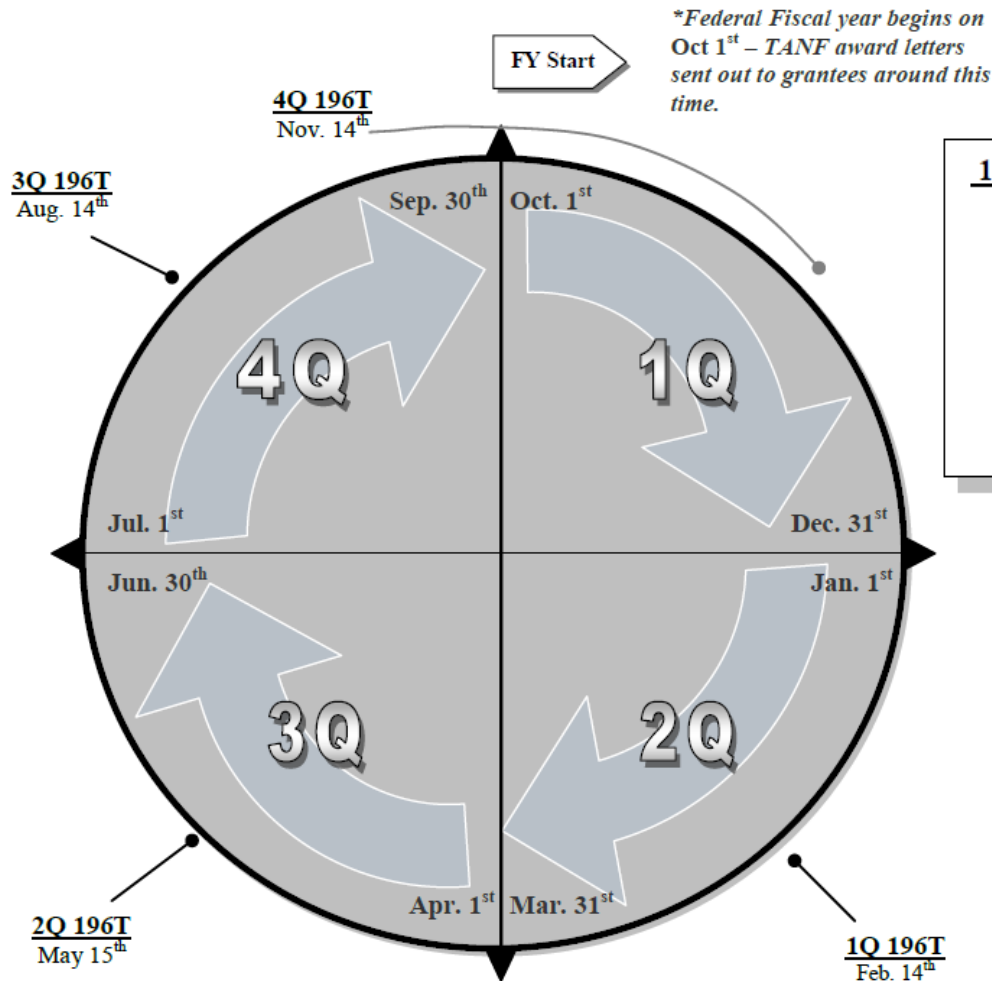 *Federal Fiscal year begins on
Oct 1st – TANF award letters
sent out to grantees around this
time.
FY Start
4Q 196T
Nov. 14th
3Q 196T
Aug. 14th
1
Sep. 30th
Oct. 1st
4Q
1Q
Jul. 1st
Dec. 31st
Jun. 30th
Jan. 1st
3Q
2Q
Apr. 1st
Mar. 31st
2Q 196T
May 15th
1Q 196T
Feb. 14th